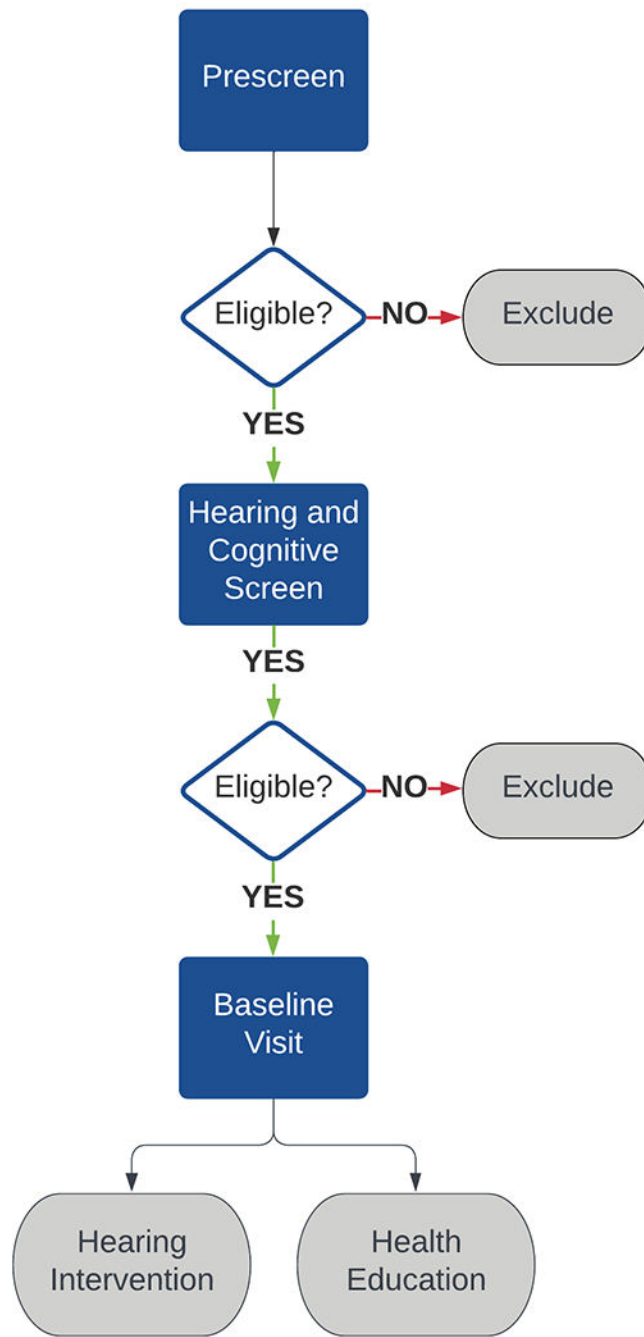 Prescreen
Eligible?
NO
Exclude
YES
Hearing and
Cognitive
Screen
YES
Eligible?
NO
Exclude
YES
Baseline
Visit
Hearing
Intervention
Health
Education